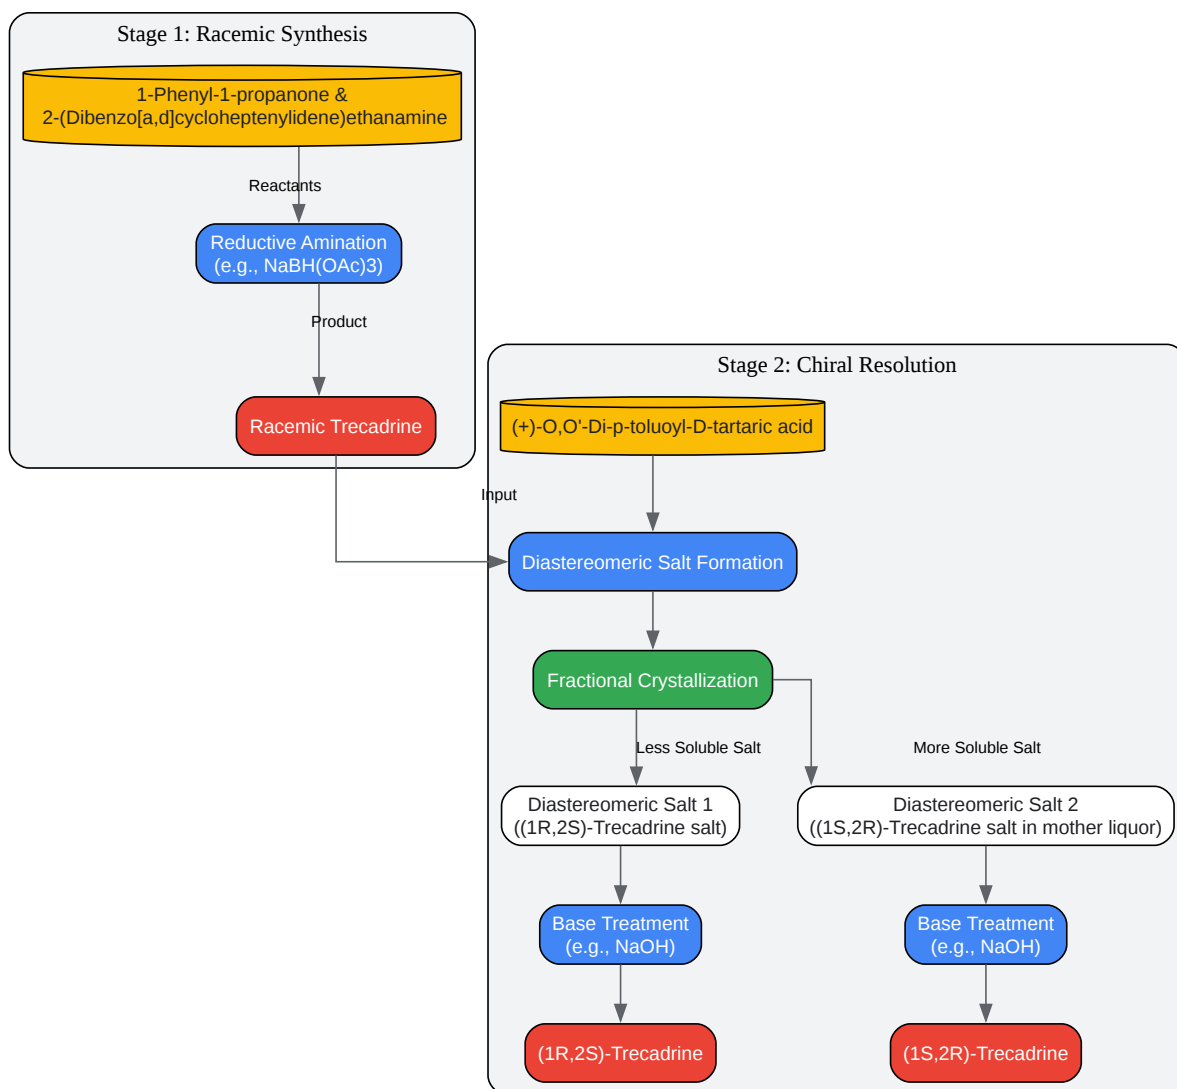 Stage 1: Racemic Synthesis
1-Phenyl-1-propanone &
2-(Dibenzo[a,d]cycloheptenylidene)ethanamine
Reactants
Reductive Amination
(e.g., NaBH(OAc)3)
Product
Racemic Trecadrine
Stage 2: Chiral Resolution
(+)-O,O'-Di-p-toluoyl-D-tartaric acid
Input
Diastereomeric Salt Formation
Fractional Crystallization
Less Soluble Salt
More Soluble Salt
Diastereomeric Salt 1
((1R,2S)-Trecadrine salt)
Diastereomeric Salt 2
((1S,2R)-Trecadrine salt in mother liquor)
Base Treatment
(e.g., NaOH)
Base Treatment
(e.g., NaOH)
(1R,2S)-Trecadrine
(1S,2R)-Trecadrine